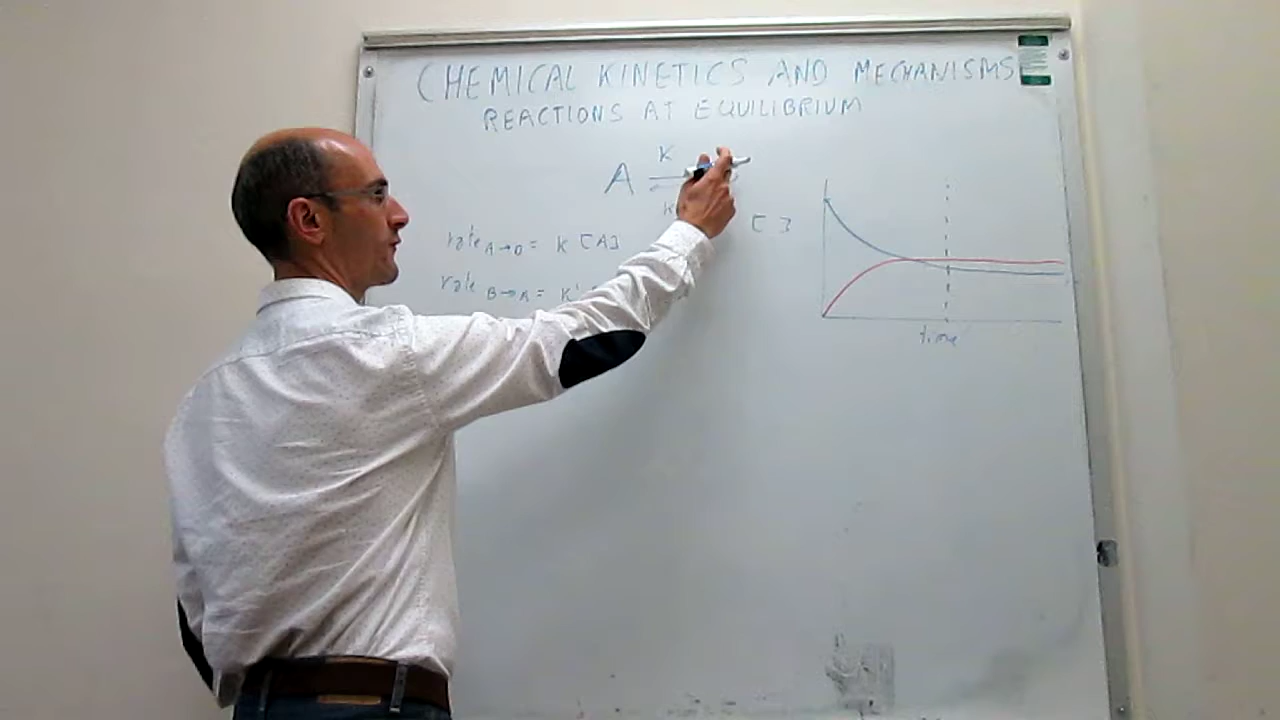 CHEMICAL KINETICS AND MECHANISMS
REACTIONS AT EQUILIBRIUM
K
A
K
rate A→B = K [A]
[ ]
rate B→A = K'
time